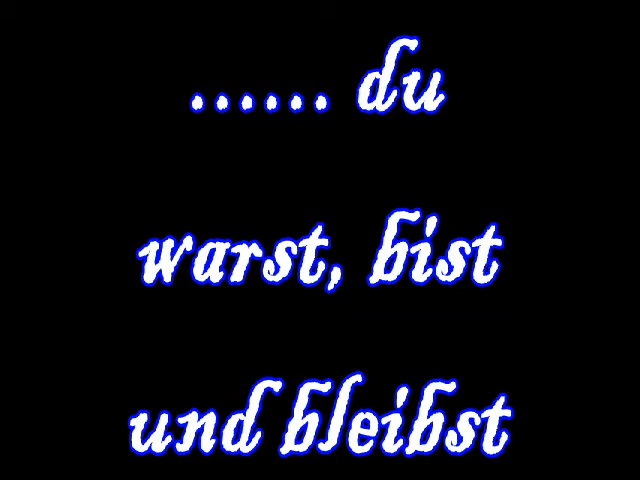 ...... du
warst, bist
und bleibst